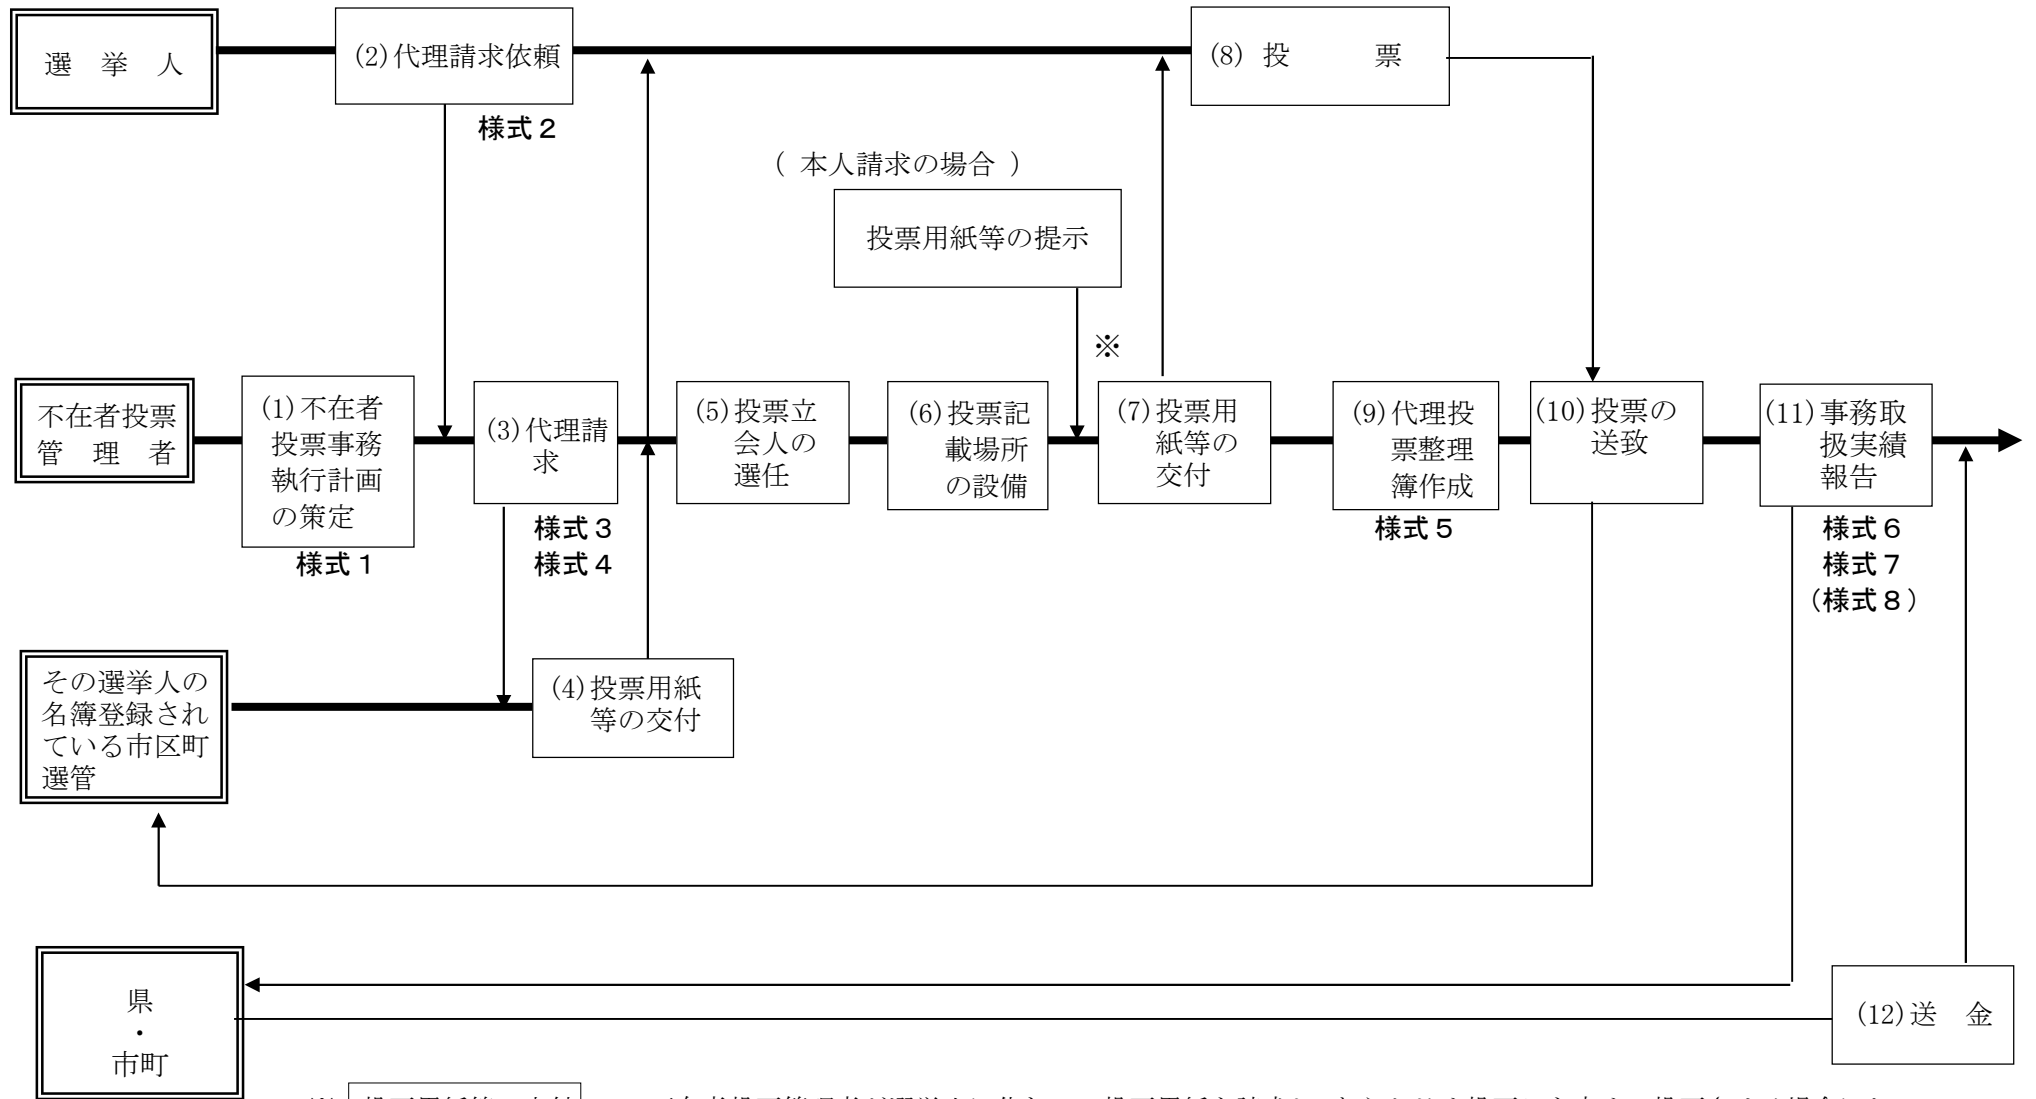 選　挙　人
(2)代理請求依頼
(8) 投　　　票
様式２
（ 本人請求の場合 ）
投票用紙等の提示
※
不在者投票
管　理　者
(1)不在者
投票事務
執行計画
の策定
様式１
(3)代理請
求
様式３
様式４
(5)投票立
会人の
選任
(6)投票記
載場所
の設備
(7)投票用
紙等の
交付
(9)代理投
票整理
簿作成
様式５
(10)投票の
送致
(11)事務取
扱実績
報告
様式６
様式７
（様式８）
その選挙人の
名簿登録され
ている市区町
選管
(4)投票用紙
等の交付
県
・
市町
(12)送　金